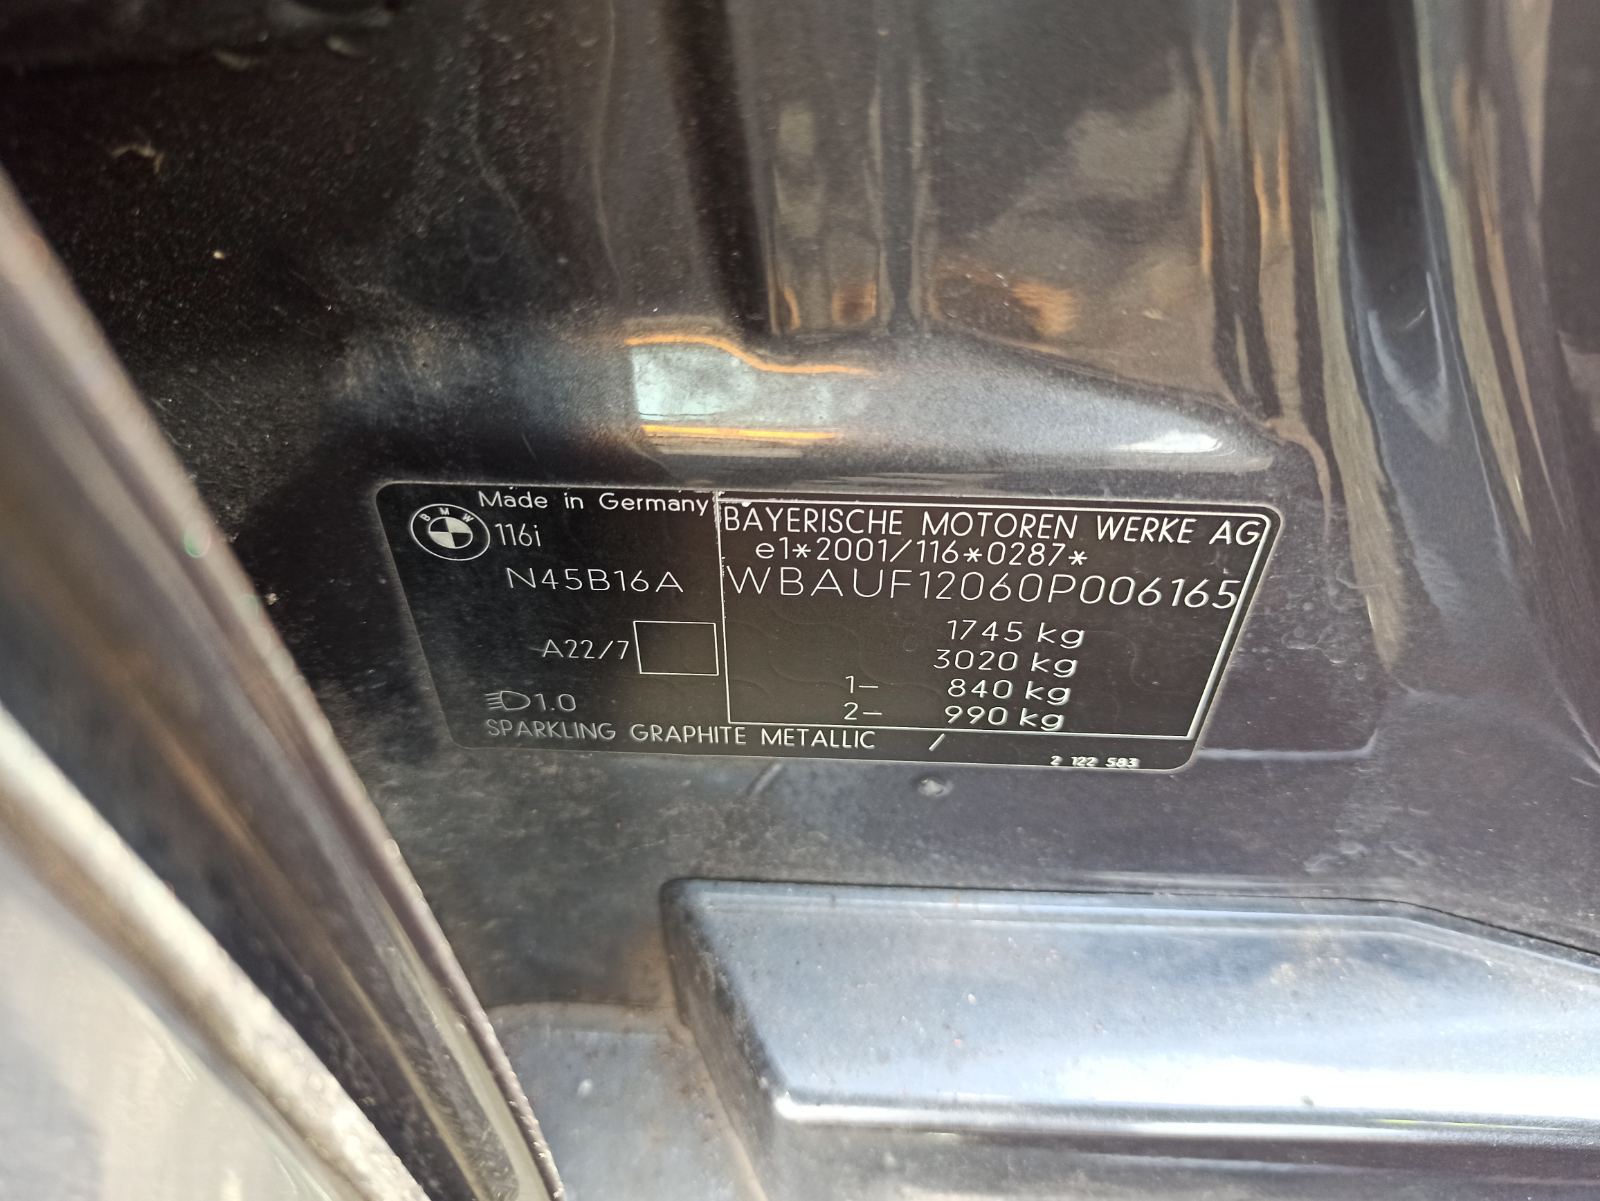 Made in Germany
BMW
116i
N45B16A
A22/7
1.0
SPARKLING GRAPHITE METALLIC /
BAYERISCHE MOTOREN WERKE AG
e1*2001/116*0287*
WBAUF12060P006165
1745 kg
3020 kg
1– 840 kg
2– 990 kg
2 122 583